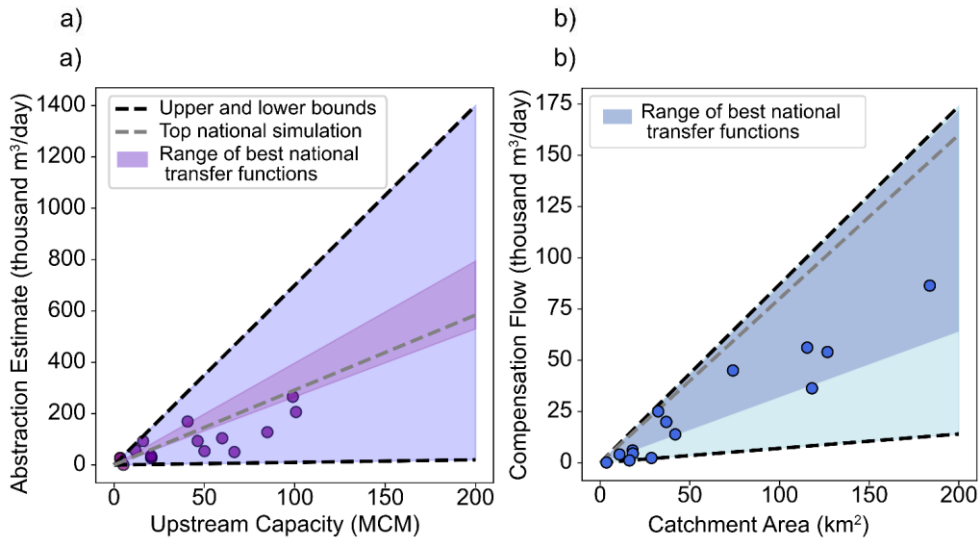 a)
b)
a)
b)
1400
1200
1000
800
600
400
200
0
Abstraction Estimate (thousand m³/day)
Upper and lower bounds
Top national simulation
Range of best national
transfer functions
0
50
100
150
200
Upstream Capacity (MCM)
175
150
125
100
75
50
25
0
Compensation Flow (thousand m³/day)
Range of best national
transfer functions
0
50
100
150
200
Catchment Area (km²)